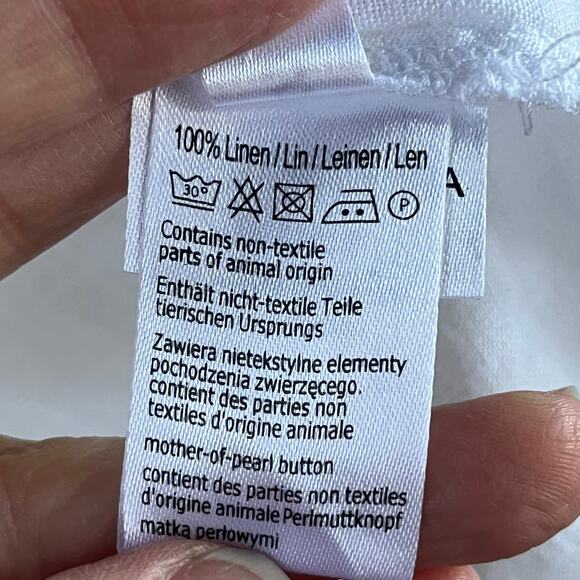 100% Linen / Lin / Leinen / Len
30°
P
A
Contains non-textile
parts of animal origin
Enthält nicht-textile Teile
tierischen Ursprungs
Zawiera nietekstylne elementy
pochodzenia zwierzęcego.
contient des parties non
textiles d'origine animale
mother-of-pearl button
contient des parties non textiles
d'origine animale Perlmuttknopf
matką perłowymi